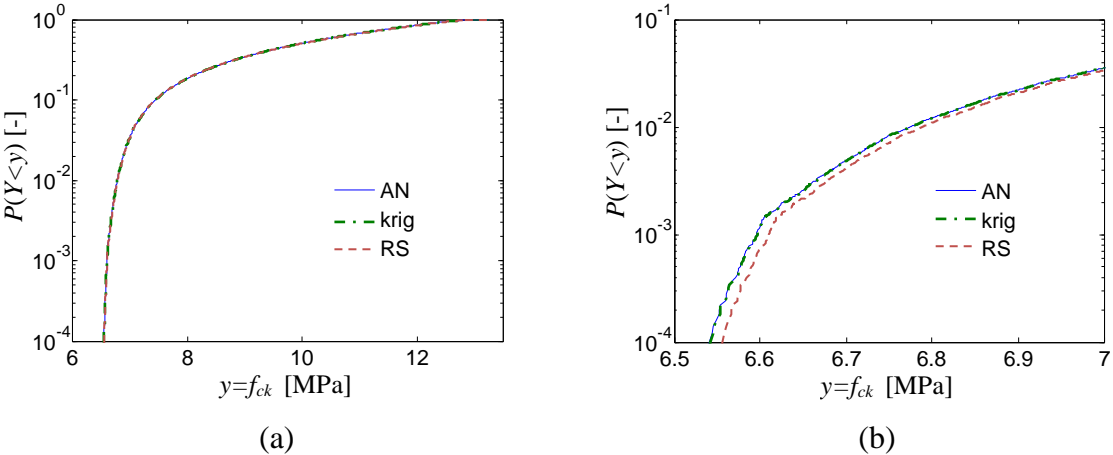 10^0
10^-1
10^-2
10^-3
10^-4
P(Y<y) [-]
AN
krig
RS
6 8 10 12
y=f_ck [MPa]
(a)
10^-1
10^-2
10^-3
10^-4
P(Y<y) [-]
AN
krig
RS
6.5 6.6 6.7 6.8 6.9 7
y=f_ck [MPa]
(b)